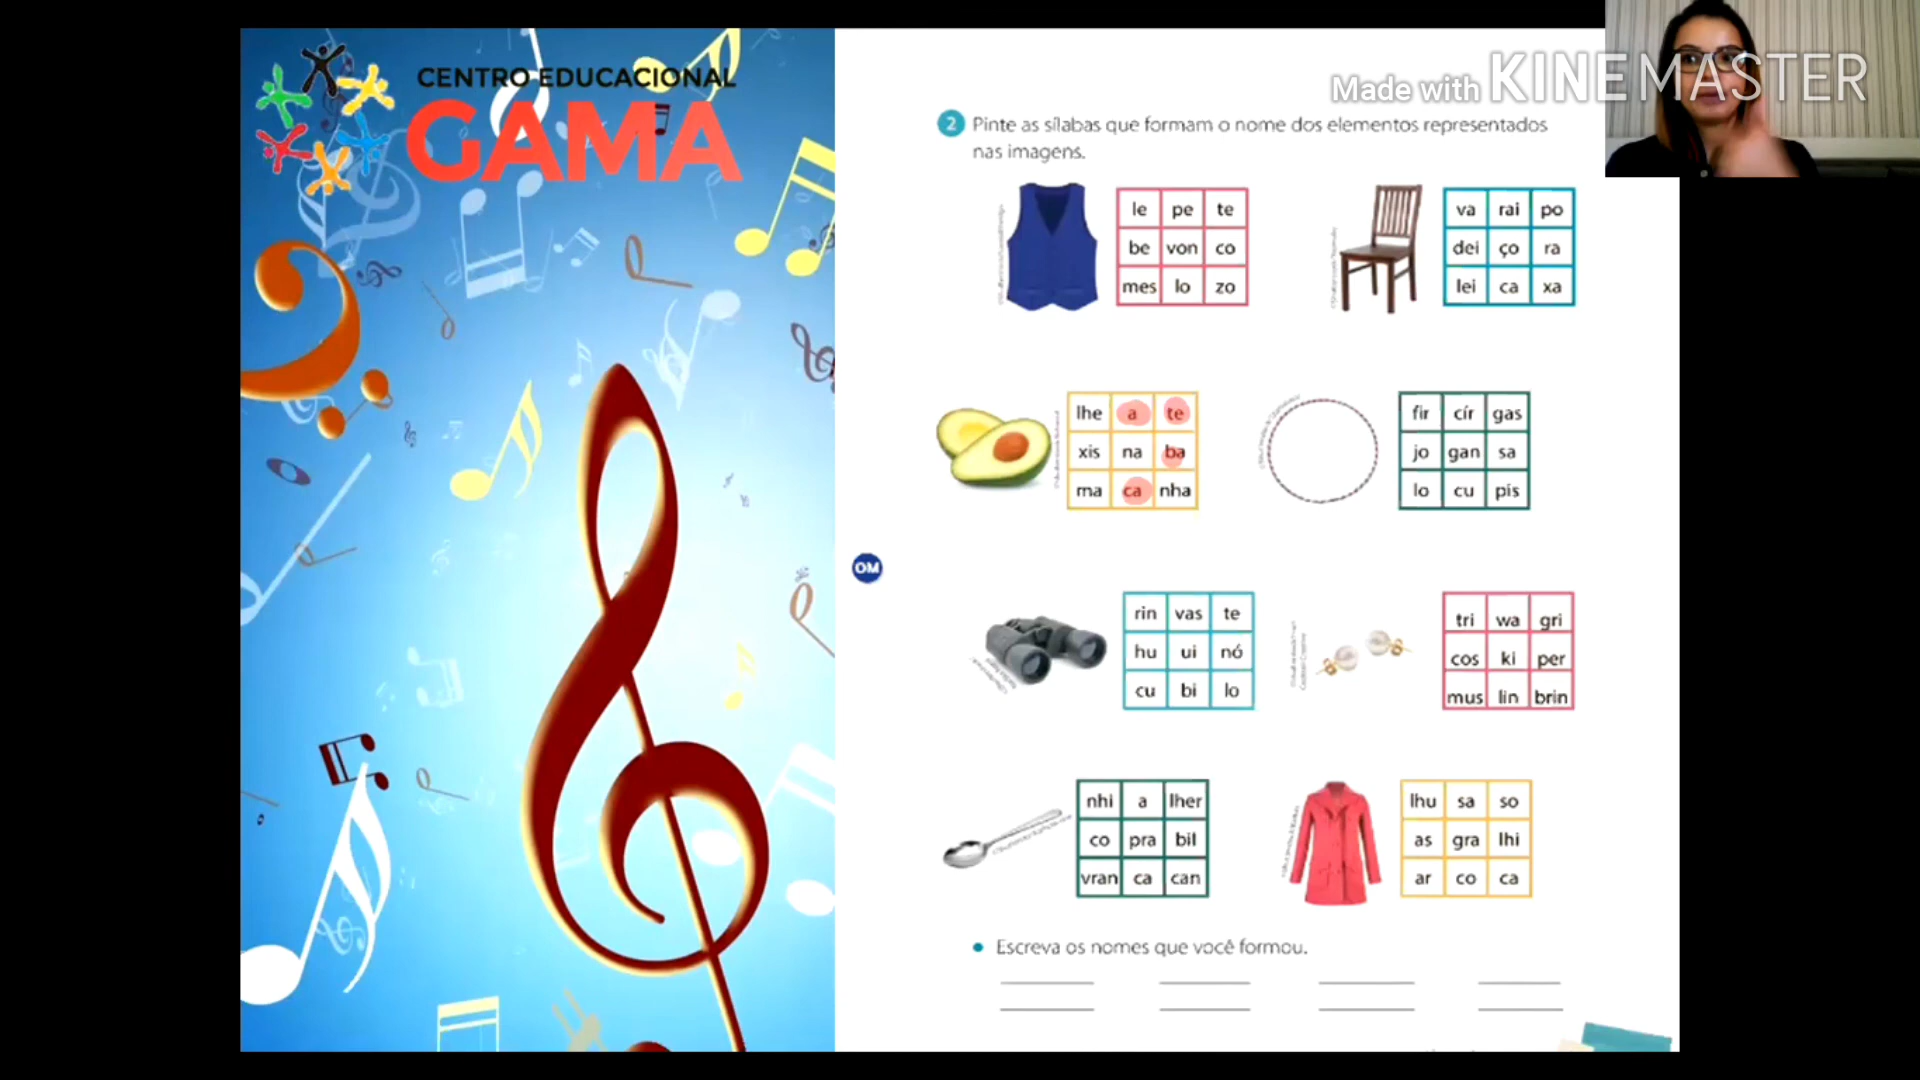 CENTRO EDUCACIONAL
GAMA
Made with KINEMASTER
2 Pinte as sílabas que formam o nome dos elementos representados
nas imagens.
le pe te
be von co
mes lo zo
va rai po
dei ço ra
lei ca xa
lhe a te
xis na ba
ma ca nha
fir cír gas
jo gan sa
lo cu pis
OM
rin vas te
hu ui nó
cu bi lo
tri wa gri
cos ki per
mus lin brin
nhi a lher
co pra bil
vran ca can
lhu sa so
as gra lhi
ar co ca
• Escreva os nomes que você formou.